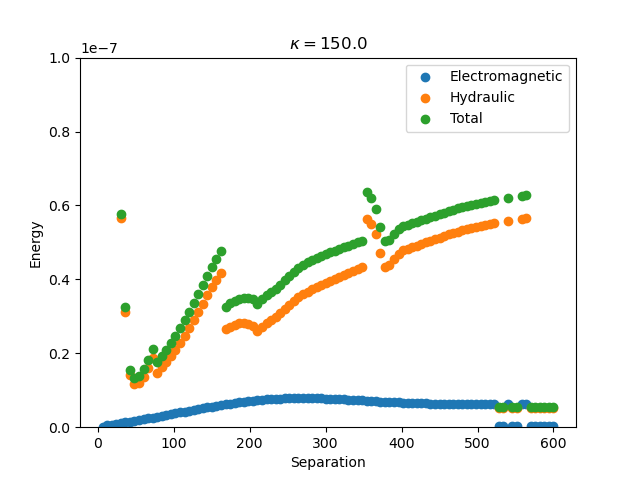 κ = 150.0
1e−7
1.0
0.8
0.6
0.4
0.2
0.0
Energy
Electromagnetic
Hydraulic
Total
0 100 200 300 400 500 600
Separation